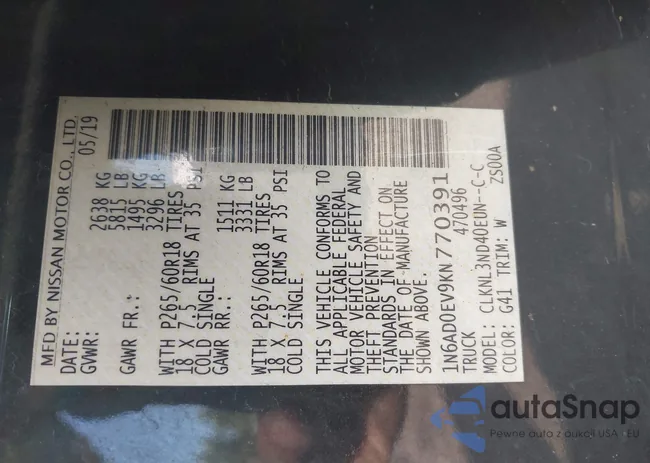 MFD BY NISSAN MOTOR CO., LTD.
DATE: 05/19
GVWR: 2638 KG
5815 LB
GAWR FR.: 1495 KG
3296 LB
WITH P265/60R18 TIRES
18 X 7.5 RIMS AT 35 PSI
COLD SINGLE
GAWR RR.: 1511 KG
3331 LB
WITH P265/60R18 TIRES
18 X 7.5 RIMS AT 35 PSI
COLD SINGLE
THIS VEHICLE CONFORMS TO
ALL APPLICABLE FEDERAL
MOTOR VEHICLE SAFETY AND
THEFT PREVENTION
STANDARDS IN EFFECT ON
THE DATE OF MANUFACTURE
SHOWN ABOVE.
1N6AD0EV9KN770391
TRUCK 470496
MODEL: CLKNL3ND40EUN--C-C
COLOR: G41 TRIM: W ZS00A
autaSnap
Pewne auta z aukcji USA i EU